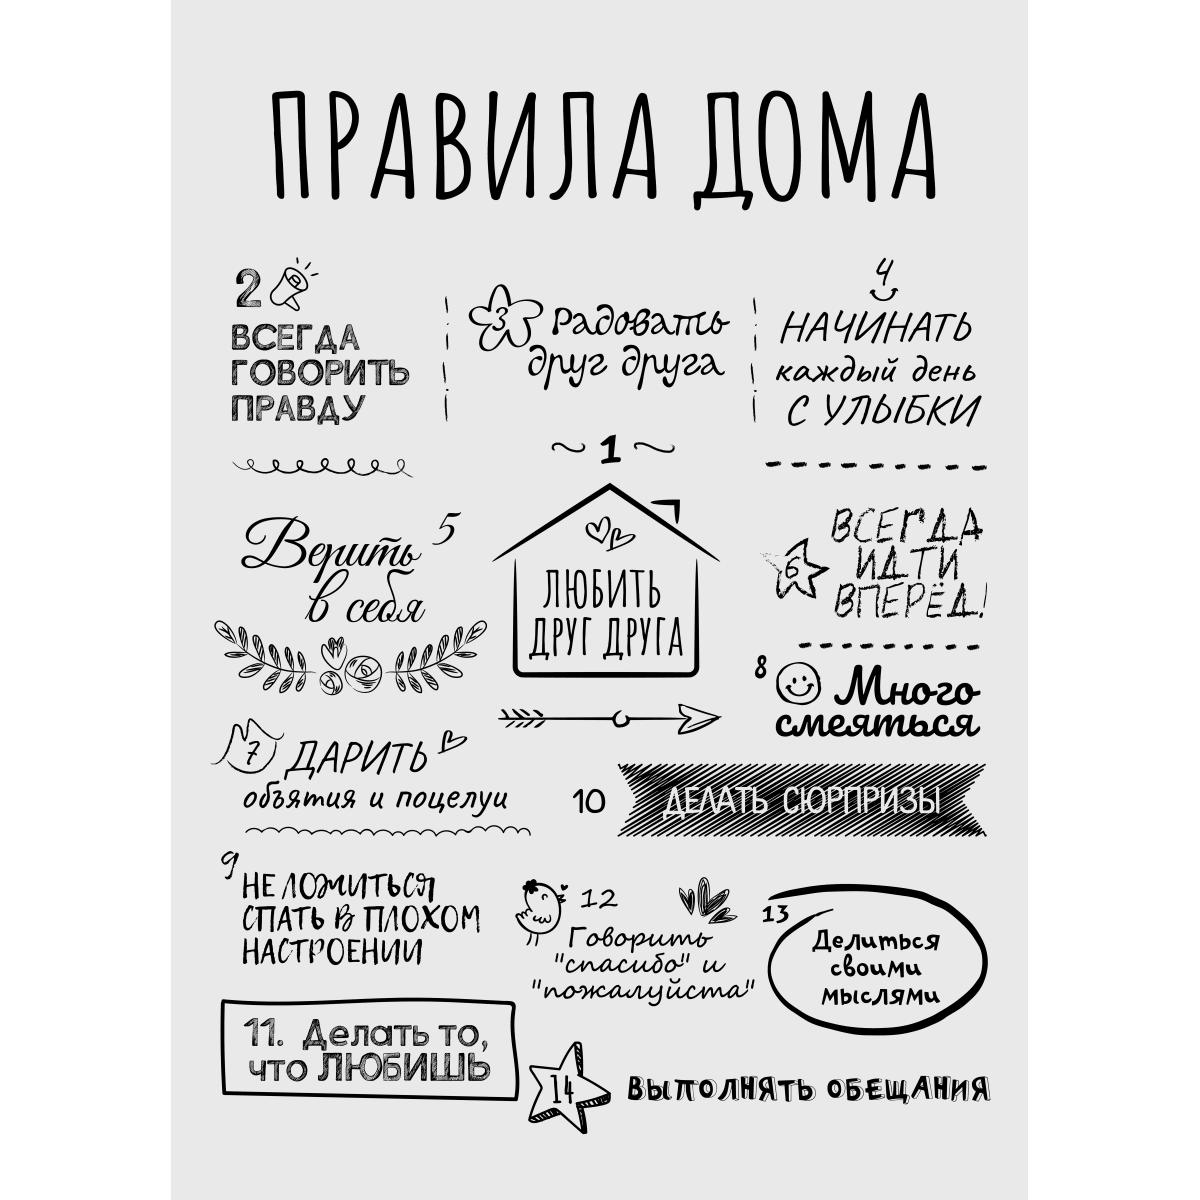 ПРАВИЛА ДОМА
2
ВСЕГДА
ГОВОРИТЬ
ПРАВДУ
3
Радовать
друг друга
4
НАЧИНАТЬ
каждый день
С УЛЫБКИ
~ 1 ~
ЛЮБИТЬ
ДРУГ ДРУГА
5
Верить
в себя
6
ВСЕГДА
ИДТИ
ВПЕРЁД!
7
ДАРИТЬ
объятия и поцелуи
8
Много
смеяться
9
НЕ ЛОЖИТЬСЯ
СПАТЬ В ПЛОХОМ
НАСТРОЕНИИ
10
ДЕЛАТЬ СЮРПРИЗЫ
11. Делать то,
что ЛЮБИШЬ
12
Говорить
"спасибо" и
"пожалуйста"
13
Делиться
своими
мыслями
14
ВЫПОЛНЯТЬ ОБЕЩАНИЯ